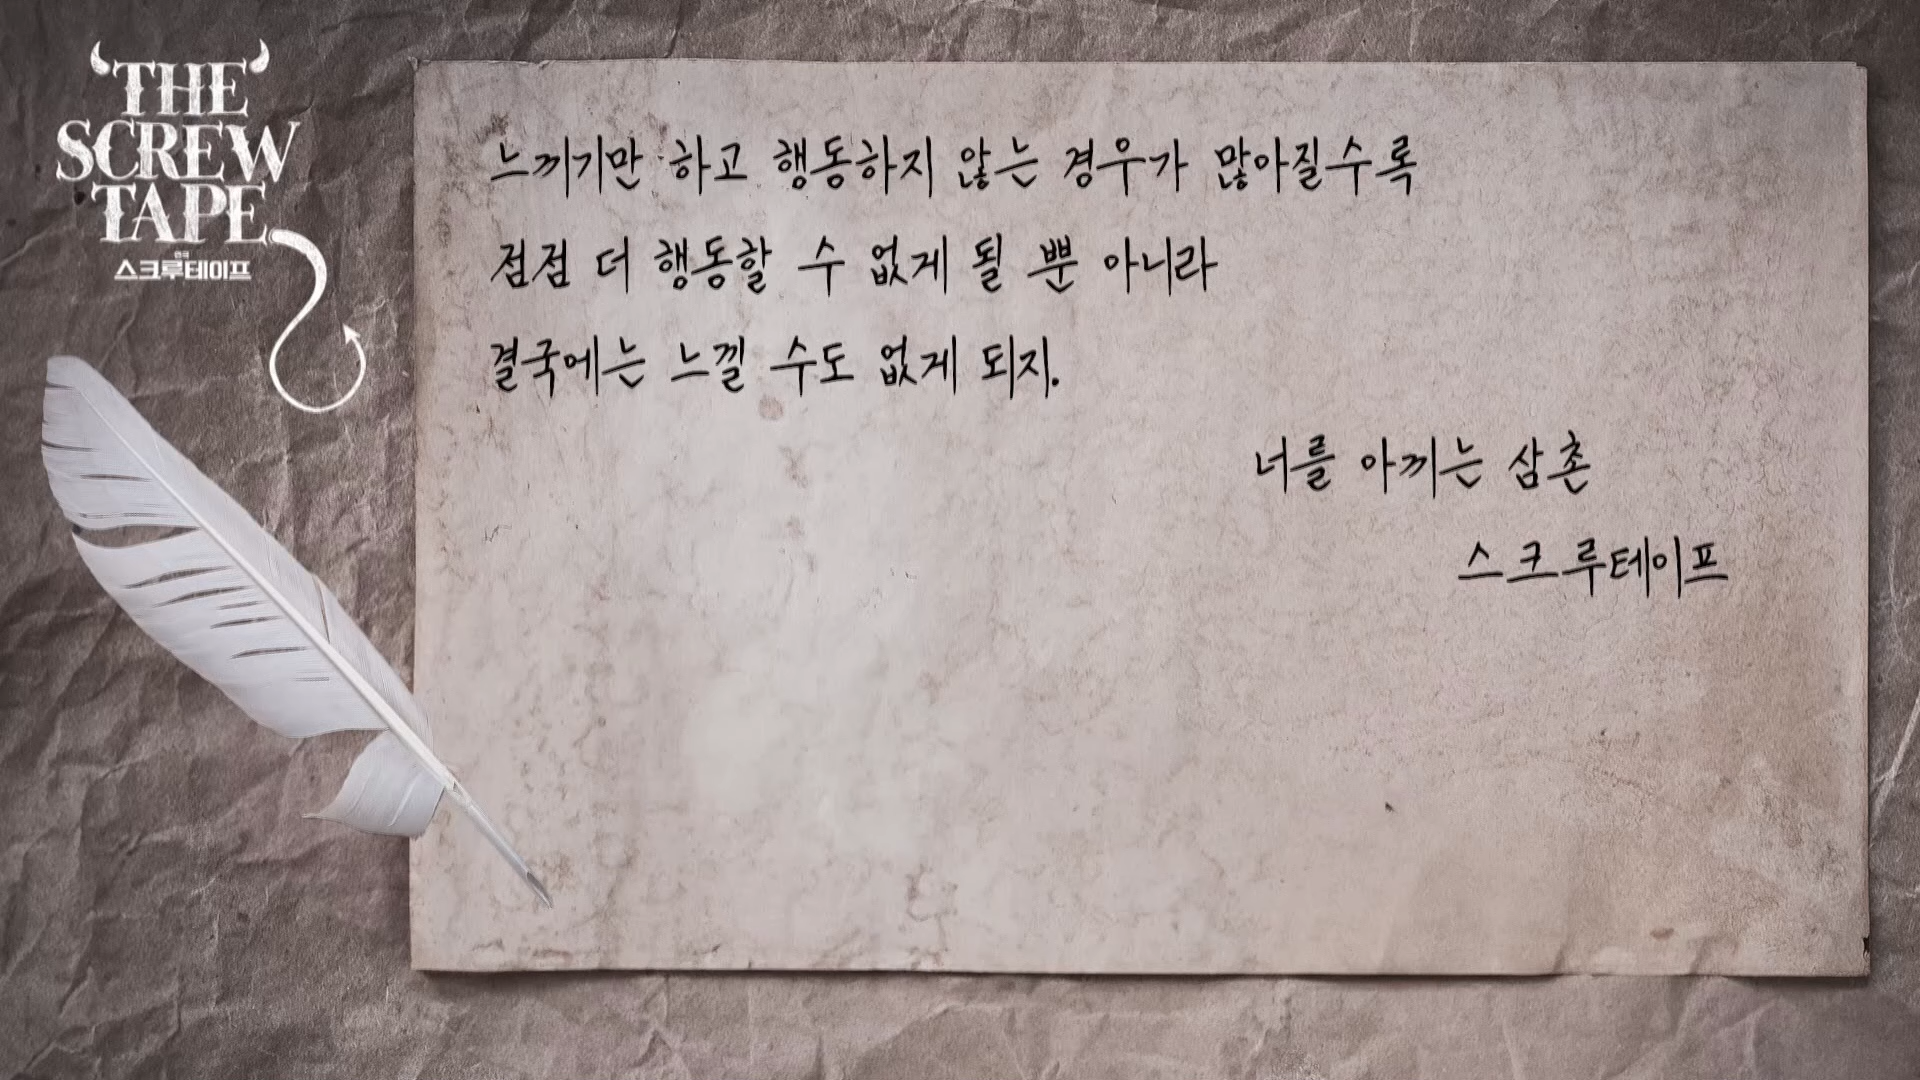 THE
SCREW
TAPE
연극
스크루테이프
느끼기만 하고 행동하지 않는 경우가 많아질수록
점점 더 행동할 수 없게 될 뿐 아니라
결국에는 느낄 수도 없게 되지.
너를 아끼는 삼촌
스크루테이프